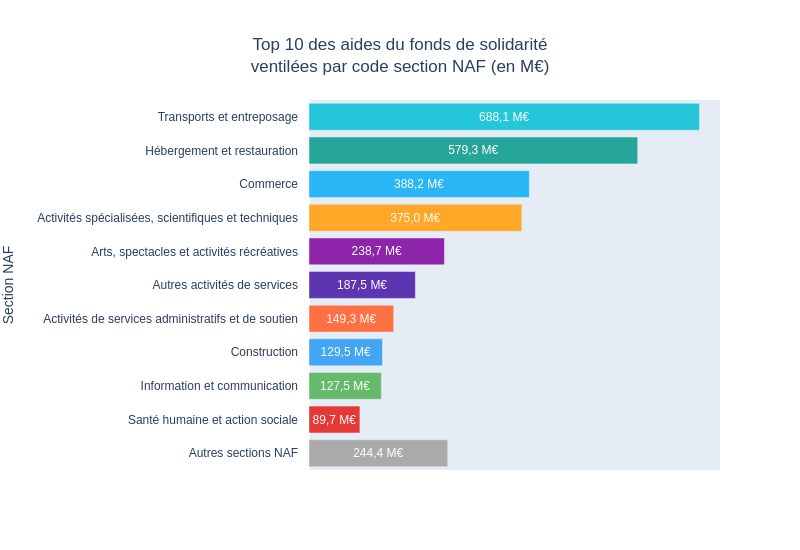 Top 10 des aides du fonds de solidarité
ventilées par code section NAF (en M€)
Section NAF
Transports et entreposage 688,1 M€
Hébergement et restauration 579,3 M€
Commerce 388,2 M€
Activités spécialisées, scientifiques et techniques 375,0 M€
Arts, spectacles et activités récréatives 238,7 M€
Autres activités de services 187,5 M€
Activités de services administratifs et de soutien 149,3 M€
Construction 129,5 M€
Information et communication 127,5 M€
Santé humaine et action sociale 89,7 M€
Autres sections NAF 244,4 M€